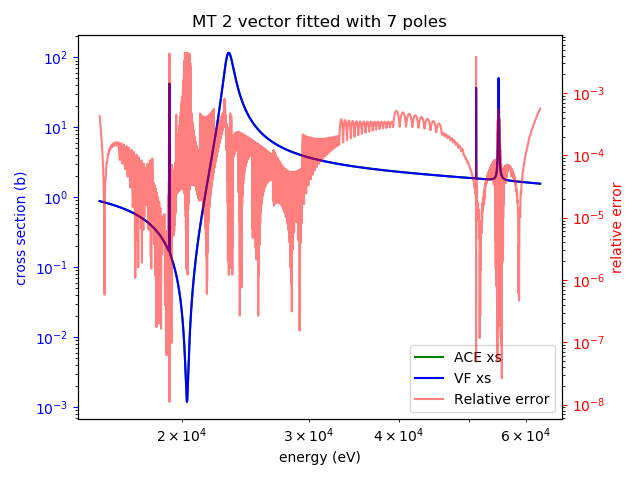 MT 2 vector fitted with 7 poles
10² 10¹ 10⁰ 10⁻¹ 10⁻² 10⁻³
cross section (b)
10⁻³ 10⁻⁴ 10⁻⁵ 10⁻⁶ 10⁻⁷ 10⁻⁸
relative error
ACE xs
VF xs
Relative error
2 × 10⁴ 3 × 10⁴ 4 × 10⁴ 6 × 10⁴
energy (eV)